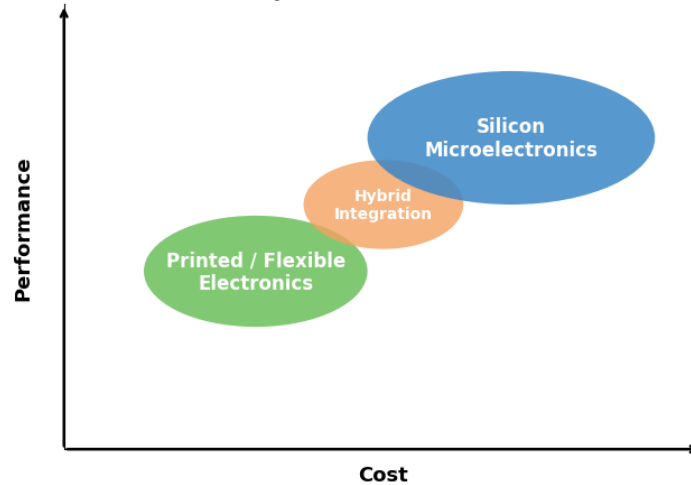 Silicon
Microelectronics
Hybrid
Integration
Printed / Flexible
Electronics
Performance
Cost